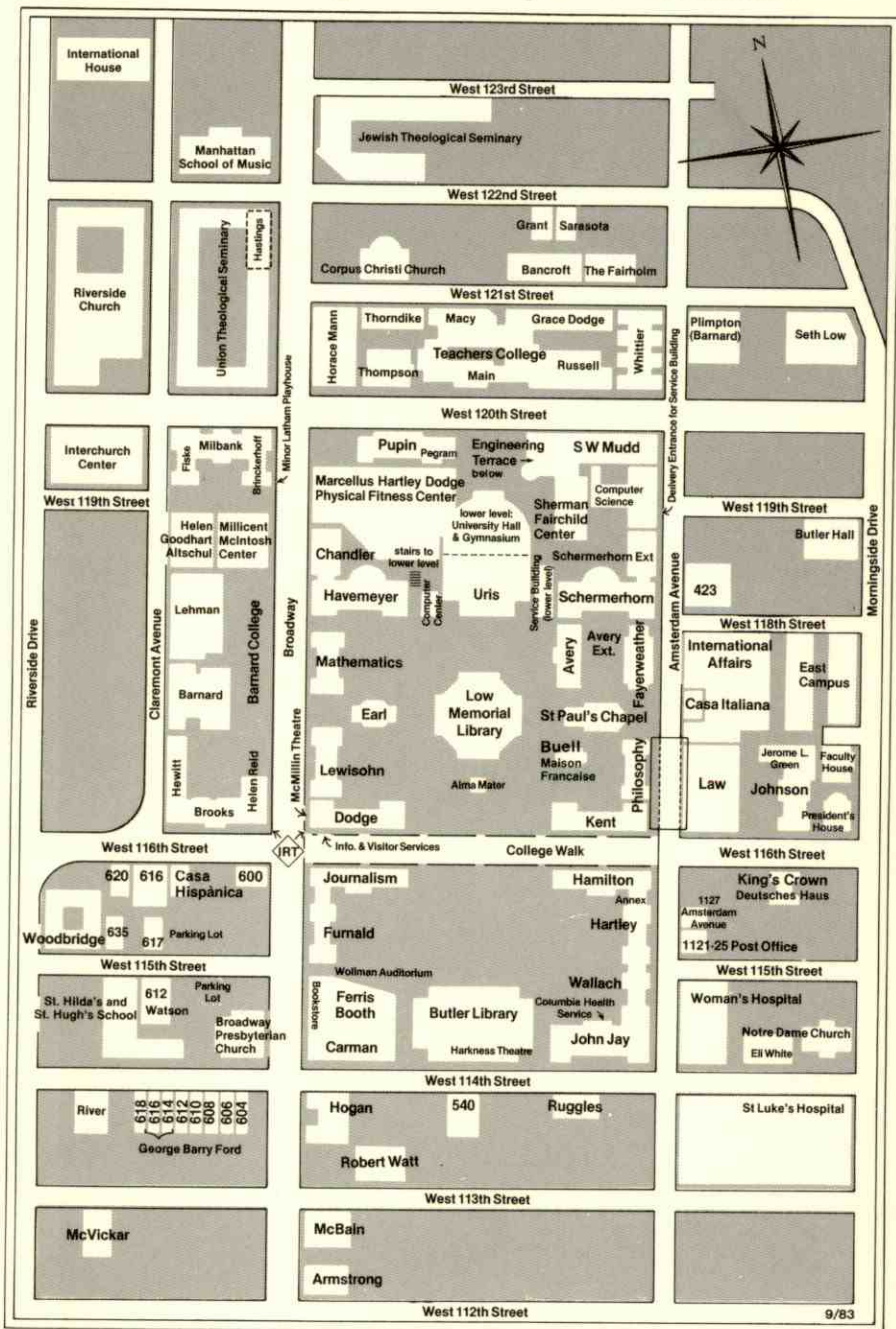 N
International
House
West 123rd Street
Manhattan
School of Music
Jewish Theological Seminary
West 122nd Street
Riverside
Church
Union Theological Seminary
Hastings
Grant
Sarasota
Corpus Christi Church
Bancroft
The Fairholm
West 121st Street
Horace Mann
Thorndike
Macy
Grace Dodge
Teachers College
Thompson
Main
Russell
Whittier
Plimpton
(Barnard)
Seth Low
Minor Latham Playhouse
Delivery Entrance for Service Building
West 120th Street
Interchurch
Center
Fiske
Milbank
Brinckerhoff
Pupin
Pegram
Engineering
Terrace
below
S W Mudd
Marcellus Hartley Dodge
Physical Fitness Center
Computer
Science
West 119th Street
lower level:
University Hall
& Gymnasium
Sherman
Fairchild
Center
West 119th Street
Helen
Goodhart
Altschul
Millicent
McIntosh
Center
Butler Hall
Chandler
stairs to
lower level
Schermerhorn Ext
Havemeyer
Computer
Center
Uris
Service Building
(lower level)
Schermerhorn
423
Lehman
West 118th Street
Riverside Drive
Claremont Avenue
Barnard College
Broadway
Amsterdam Avenue
Morningside Drive
Mathematics
Avery
Avery
Ext.
Fayerweather
International
Affairs
East
Campus
Barnard
Earl
Low
Memorial
Library
St Paul's Chapel
Casa Italiana
McMillin Theatre
Buell
Maison
Francaise
Philosophy
Hewitt
Helen Reid
Lewisohn
Alma Mater
Law
Jerome L.
Green
Faculty
House
Johnson
Brooks
Dodge
Kent
President's
House
West 116th Street
IRT
Info. & Visitor Services
College Walk
West 116th Street
620
616
Casa
Hispànica
600
Journalism
Hamilton
King's Crown
Deutsches Haus
Annex
1127
Amsterdam
Avenue
Woodbridge
635
617
Parking Lot
Furnald
Hartley
1121-25 Post Office
West 115th Street
Wollman Auditorium
West 115th Street
St. Hilda's and
St. Hugh's School
612
Watson
Parking
Lot
Bookstore
Ferris
Booth
Butler Library
Wallach
Columbia Health
Service
Woman's Hospital
Broadway
Presbyterian
Church
Carman
Harkness Theatre
John Jay
Notre Dame Church
Eli White
West 114th Street
River
618
616
614
612
610
608
606
604
George Barry Ford
Hogan
540
Ruggles
St Luke's Hospital
Robert Watt
West 113th Street
McVickar
McBain
Armstrong
West 112th Street
9/83